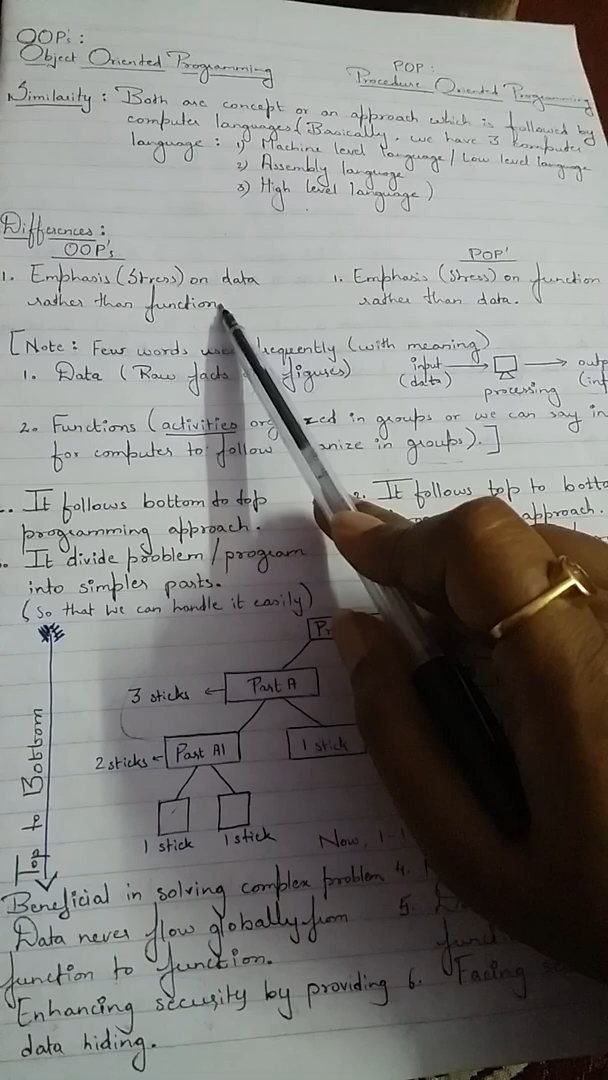 OOP's :
Object Oriented Programming
POP :
Procedure Oriented Programming
Similarity : Both are concept or an approach which is followed by
computer languages (Basically, we have 3 computer
language : 1) Machine level language / Low level language
2) Assembly language
3) High level language )
Differences :
OOP's
POP'
1. Emphasis (Stress) on data
rather than function.
1. Emphasis (Stress) on function
rather than data.
[Note : Few words frequently (with meaning)
1. Data ( Raw facts figures)
input
(data)
processing
2. Functions (activities in groups or we can say in
for computer to follow in groups).]
It follows bottom to top
programming approach.
2. It follows top to
approach.
It divide problem / program
into simpler parts.
(So that we can handle it easily)
3 sticks
Part A
2 sticks
Part A1
1 stick
1 stick
1 stick
Top to Bottom
Now,
Beneficial in solving complex problem 4.
Data never flow globally from 5.
function to function.
Enhancing security by providing 6. Facing
data hiding.